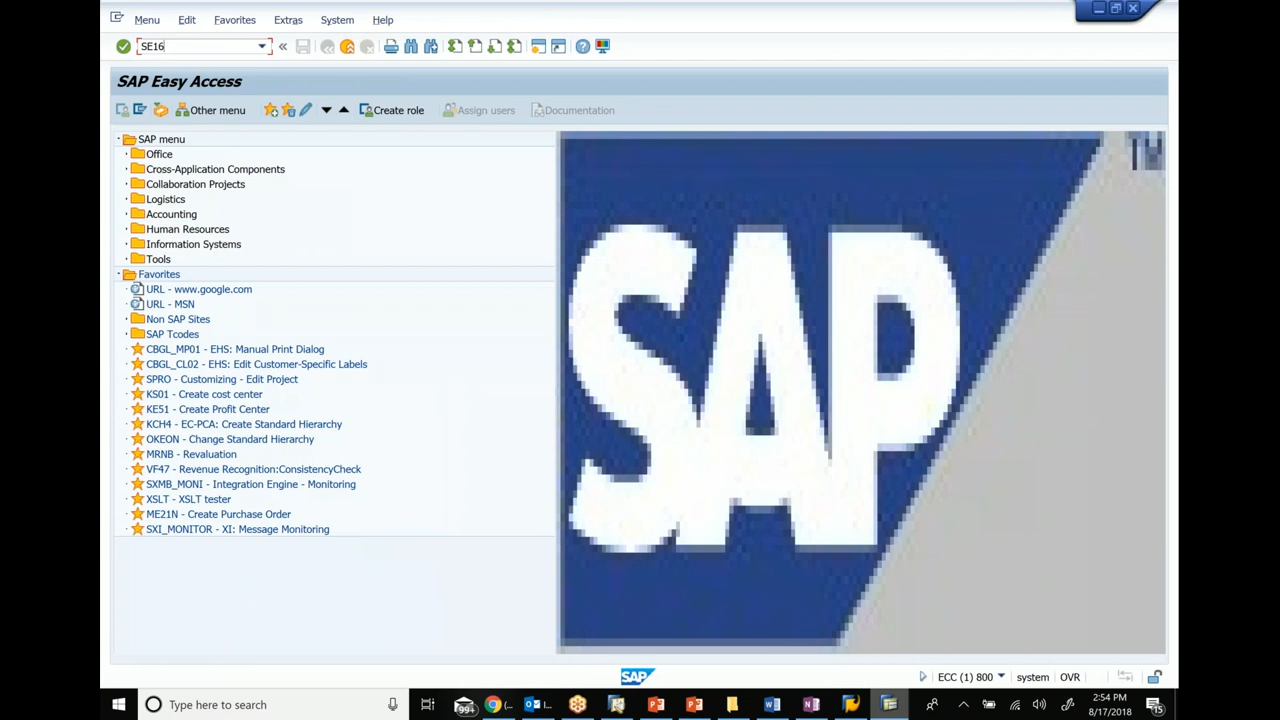 Menu Edit Favorites Extras System Help
SE16
SAP Easy Access
Other menu Create role Assign users Documentation
SAP menu
Office
Cross-Application Components
Collaboration Projects
Logistics
Accounting
Human Resources
Information Systems
Tools
Favorites
URL - www.google.com
URL - MSN
Non SAP Sites
SAP Tcodes
CBGL_MP01 - EHS: Manual Print Dialog
CBGL_CL02 - EHS: Edit Customer-Specific Labels
SPRO - Customizing - Edit Project
KS01 - Create cost center
KE51 - Create Profit Center
KCH4 - EC-PCA: Create Standard Hierarchy
OKEON - Change Standard Hierarchy
MRNB - Revaluation
VF47 - Revenue Recognition:ConsistencyCheck
SXMB_MONI - Integration Engine - Monitoring
XSLT - XSLT tester
ME21N - Create Purchase Order
SXI_MONITOR - XI: Message Monitoring
SAP
TM
SAP
ECC (1) 800 system OVR
Type here to search
99+
(...
I...
2:54 PM
8/17/2018
15